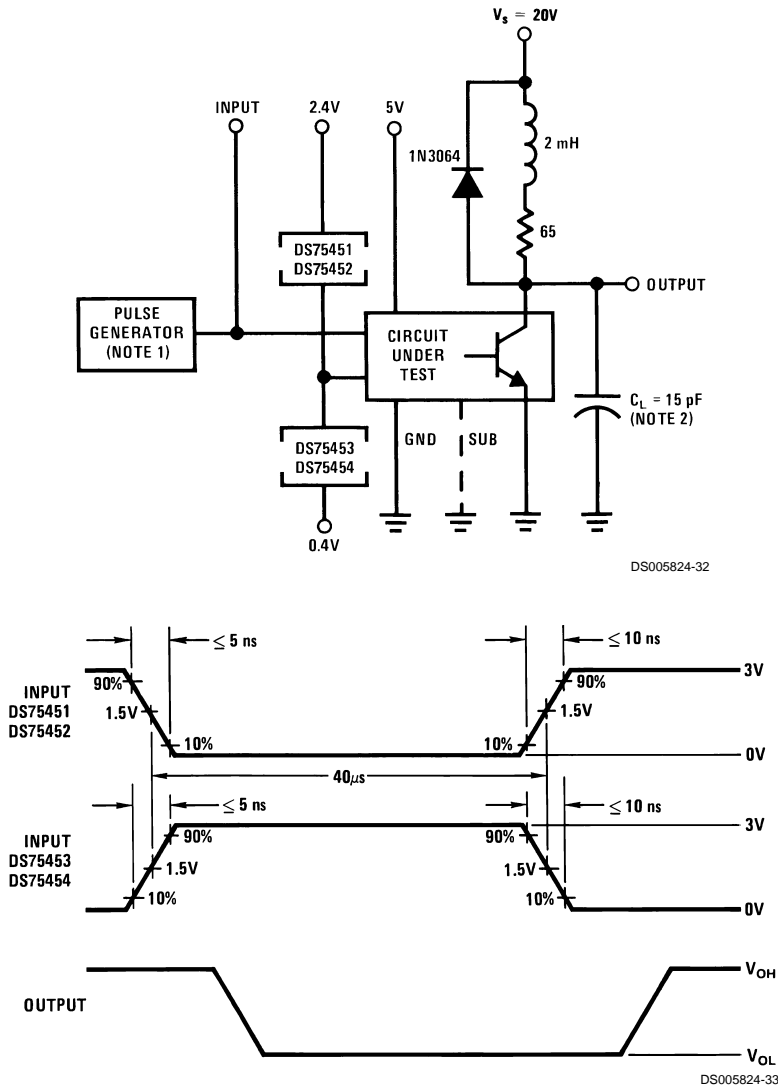 Vs = 20V
INPUT
2.4V
5V
1N3064
2 mH
65
DS75451
DS75452
OUTPUT
PULSE
GENERATOR
(NOTE 1)
CIRCUIT
UNDER
TEST
CL = 15 pF
(NOTE 2)
DS75453
DS75454
GND
SUB
0.4V
DS005824-32
≤ 5 ns
≤ 10 ns
INPUT
DS75451
DS75452
90%
1.5V
10%
10%
1.5V
90%
3V
0V
40µs
≤ 5 ns
≤ 10 ns
INPUT
DS75453
DS75454
90%
1.5V
10%
90%
1.5V
10%
3V
0V
OUTPUT
VOH
VOL
DS005824-33